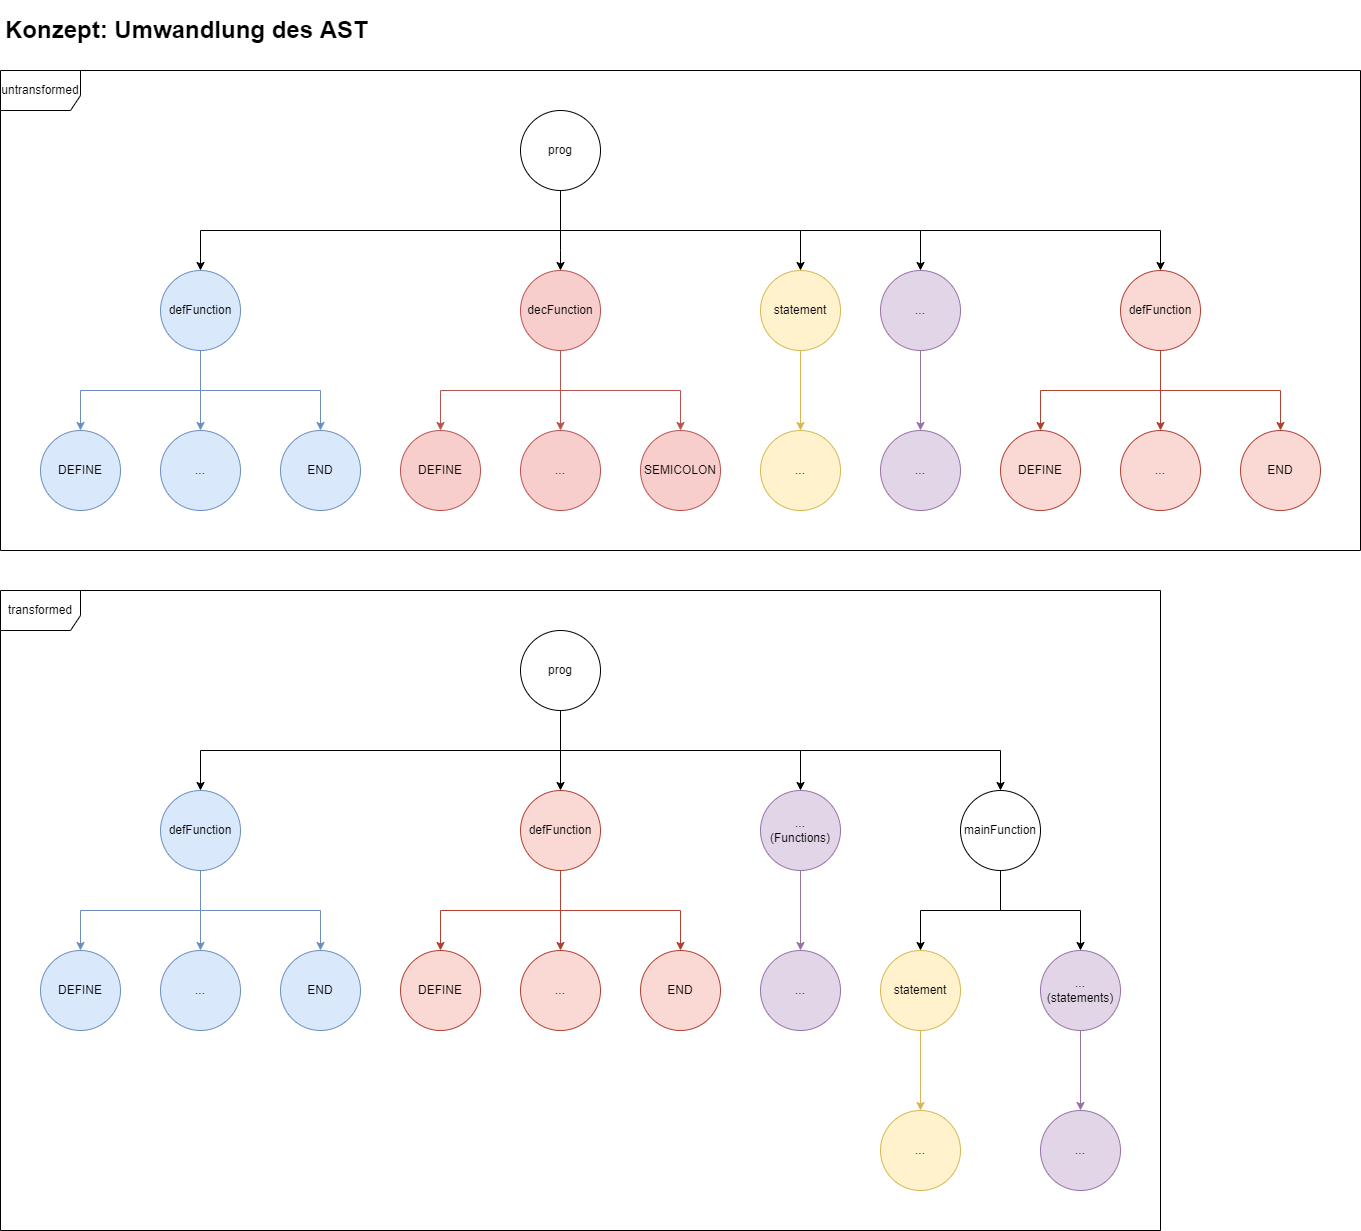 Konzept: Umwandlung des AST
untransformed
prog
defFunction
decFunction
statement
...
defFunction
DEFINE
...
END
DEFINE
...
SEMICOLON
...
...
DEFINE
...
END
transformed
prog
defFunction
defFunction
...
(Functions)
mainFunction
DEFINE
...
END
DEFINE
...
END
...
statement
...
(statements)
...
...